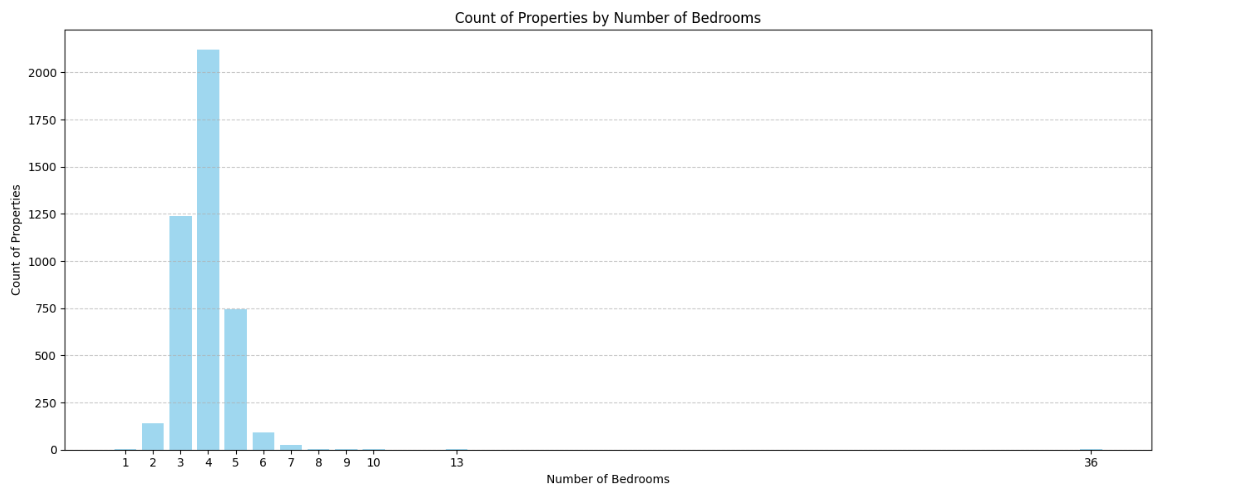 Count of Properties by Number of Bedrooms
Count of Properties
2000
1750
1500
1250
1000
750
500
250
0
1 2 3 4 5 6 7 8 9 10 13 36
Number of Bedrooms